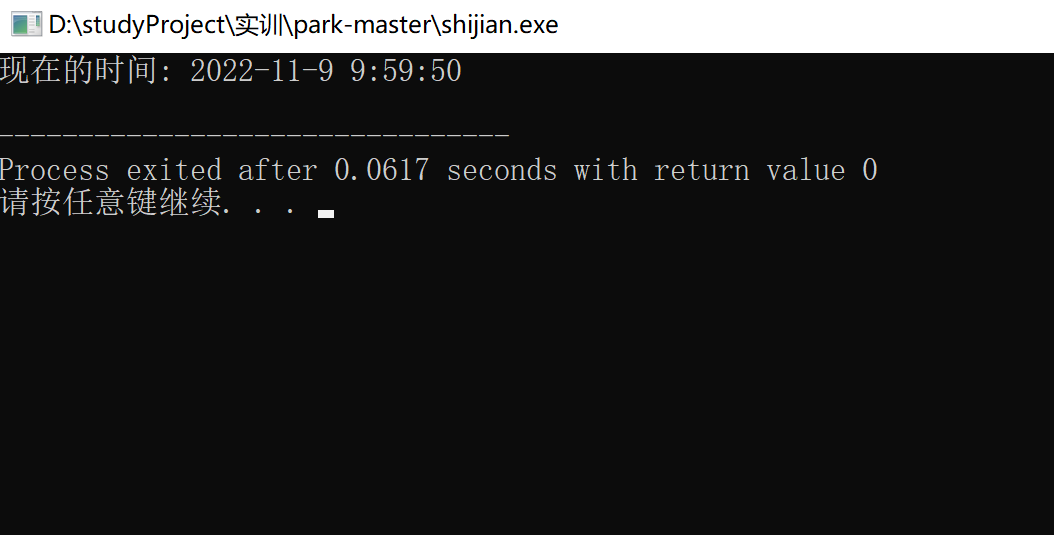 D:\studyProject\实训\park-master\shijian.exe
现在的时间: 2022-11-9 9:59:50
--------------------------------
Process exited after 0.0617 seconds with return value 0
请按任意键继续. . .